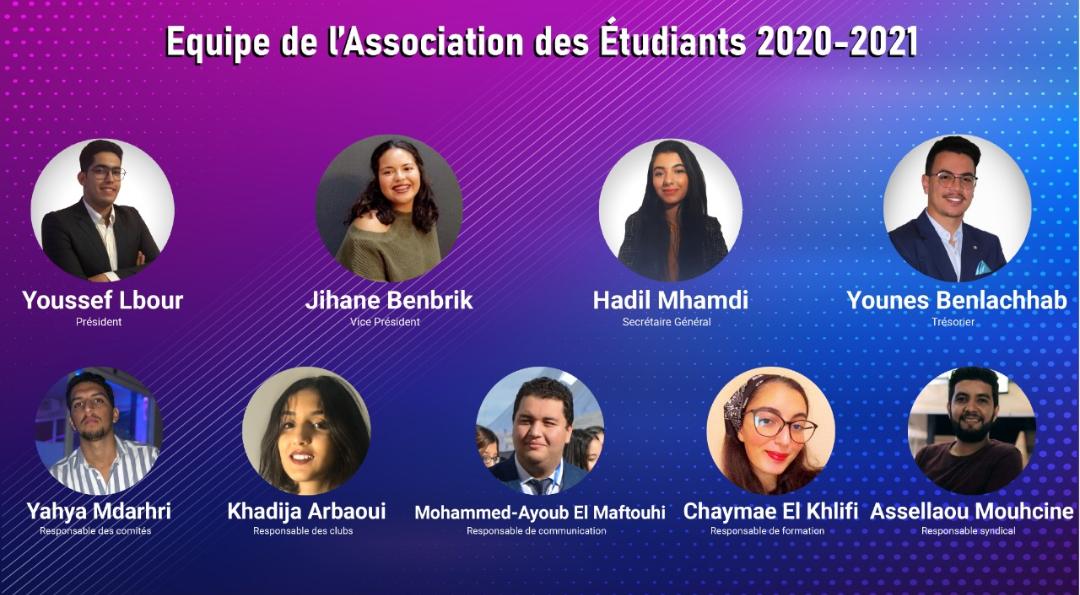 Equipe de l'Association des Étudiants 2020-2021
Youssef Lbour
Président
Jihane Benbrik
Vice Président
Hadil Mhamdi
Secrétaire Général
Younes Benlachhab
Trésorier
Yahya Mdarhri
Responsable des comités
Khadija Arbaoui
Responsable des clubs
Mohammed-Ayoub El Maftouhi
Responsable de communication
Chaymae El Khlifi
Responsable de formation
Assellaou Mouhcine
Responsable syndical